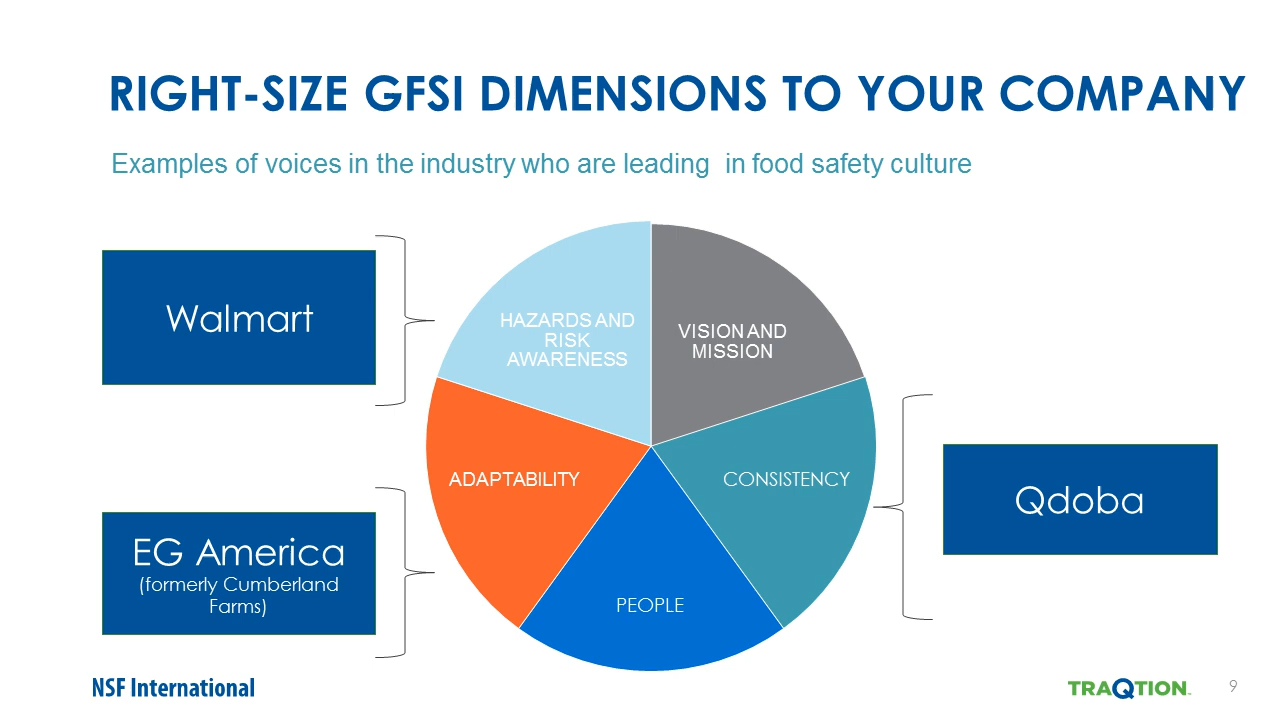 RIGHT-SIZE GFSI DIMENSIONS TO YOUR COMPANY
Examples of voices in the industry who are leading  in food safety culture
Walmart
HAZARDS AND
RISK
AWARENESS
VISION AND
MISSION
ADAPTABILITY
CONSISTENCY
Qdoba
EG America
(formerly Cumberland
Farms)
PEOPLE
NSF International
TRAQTION™
9